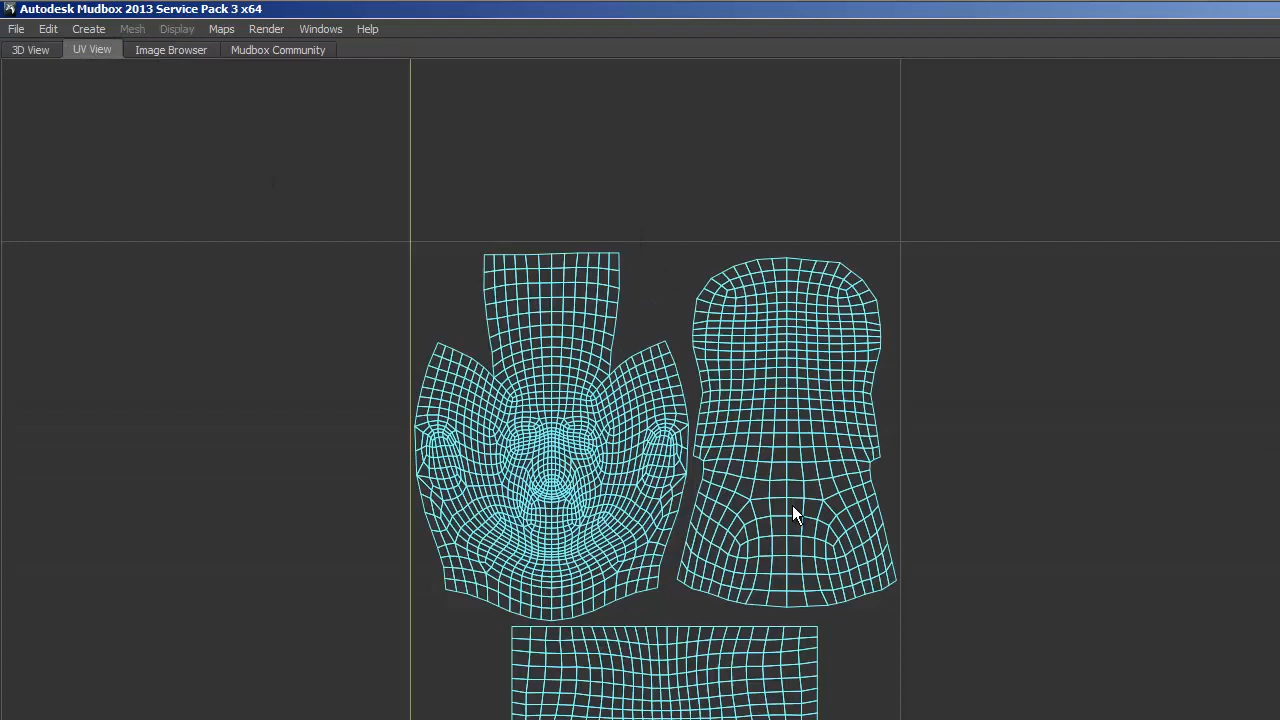 Autodesk Mudbox 2013 Service Pack 3 x64
File Edit Create Mesh Display Maps Render Windows Help
3D View UV View Image Browser Mudbox Community